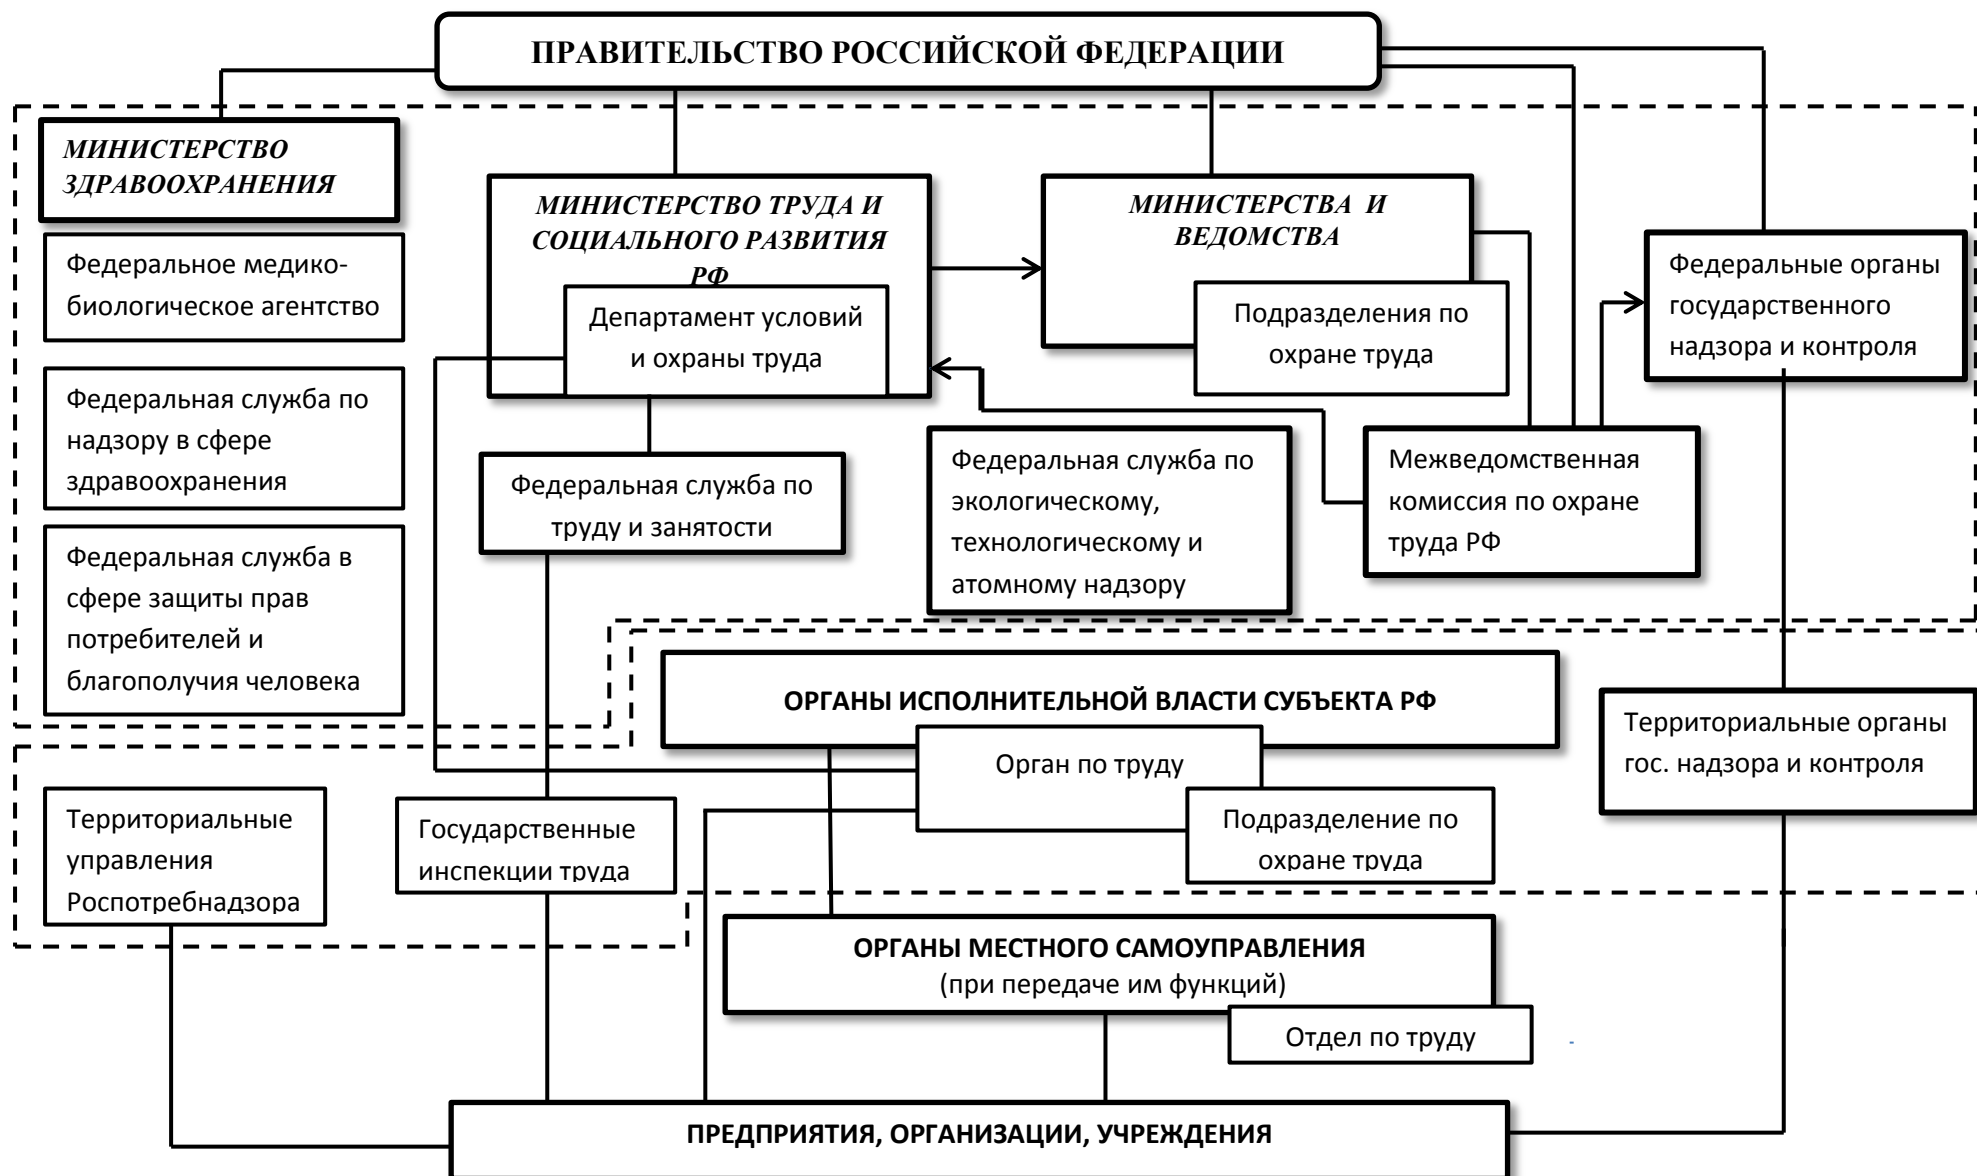 ПРАВИТЕЛЬСТВО РОССИЙСКОЙ ФЕДЕРАЦИИ
МИНИСТЕРСТВО
ЗДРАВООХРАНЕНИЯ
Федеральное медико-
биологическое агентство
Федеральная служба по
надзору в сфере
здравоохранения
Федеральная служба в
сфере защиты прав
потребителей и
благополучия человека
МИНИСТЕРСТВО ТРУДА И
СОЦИАЛЬНОГО РАЗВИТИЯ
РФ
Департамент условий
и охраны труда
Федеральная служба по
труду и занятости
МИНИСТЕРСТВА И
ВЕДОМСТВА
Подразделения по
охране труда
Федеральная служба по
экологическому,
технологическому и
атомному надзору
Межведомственная
комиссия по охране
труда РФ
Федеральные органы
государственного
надзора и контроля
ОРГАНЫ ИСПОЛНИТЕЛЬНОЙ ВЛАСТИ СУБЪЕКТА РФ
Орган по труду
Подразделение по
охране труда
Территориальные органы
гос. надзора и контроля
Территориальные
управления
Роспотребнадзора
Государственные
инспекции труда
ОРГАНЫ МЕСТНОГО САМОУПРАВЛЕНИЯ
(при передаче им функций)
Отдел по труду
ПРЕДПРИЯТИЯ, ОРГАНИЗАЦИИ, УЧРЕЖДЕНИЯ